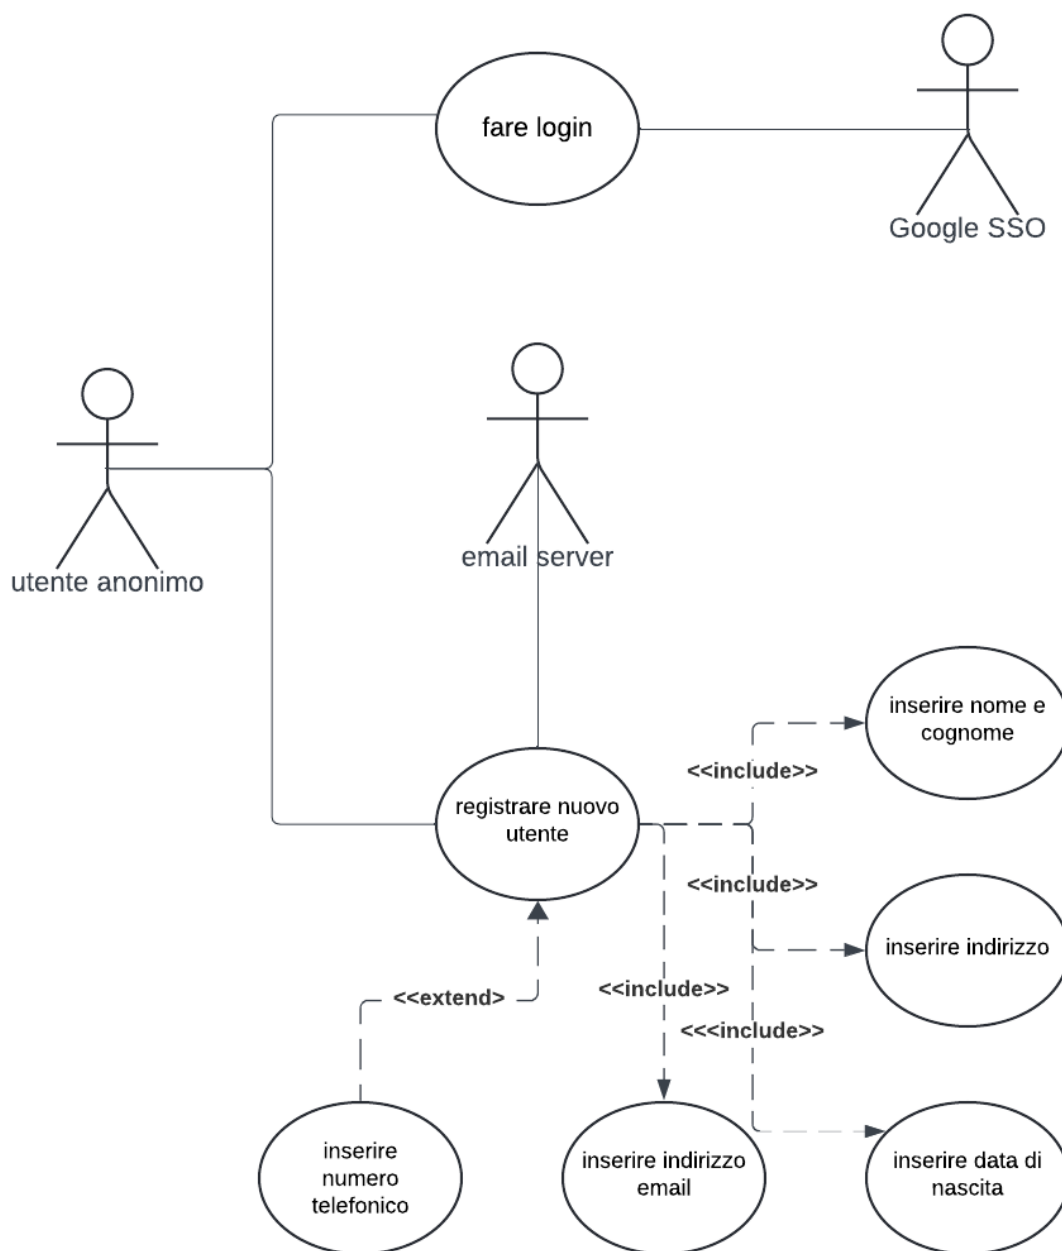 fare login
Google SSO
email server
utente anonimo
inserire nome e
cognome
<<include>>
registrare nuovo
utente
<<include>>
inserire indirizzo
<<include>>
<<extend>
<<<include>>
inserire
numero
telefonico
inserire indirizzo
email
inserire data di
nascita